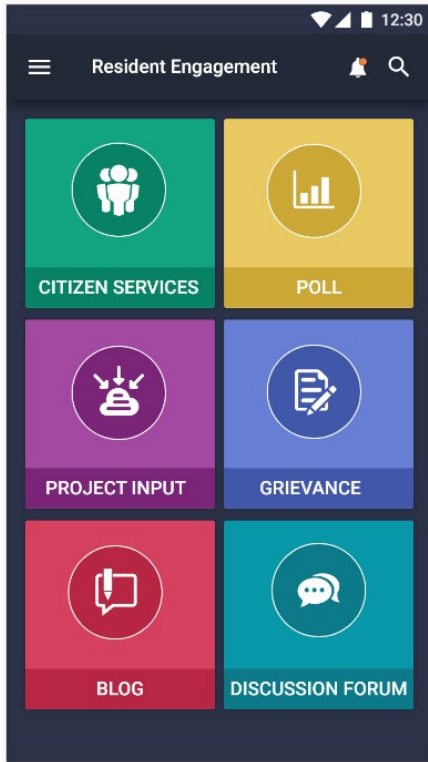 12:30
Resident Engagement
CITIZEN SERVICES
POLL
PROJECT INPUT
GRIEVANCE
BLOG
DISCUSSION FORUM